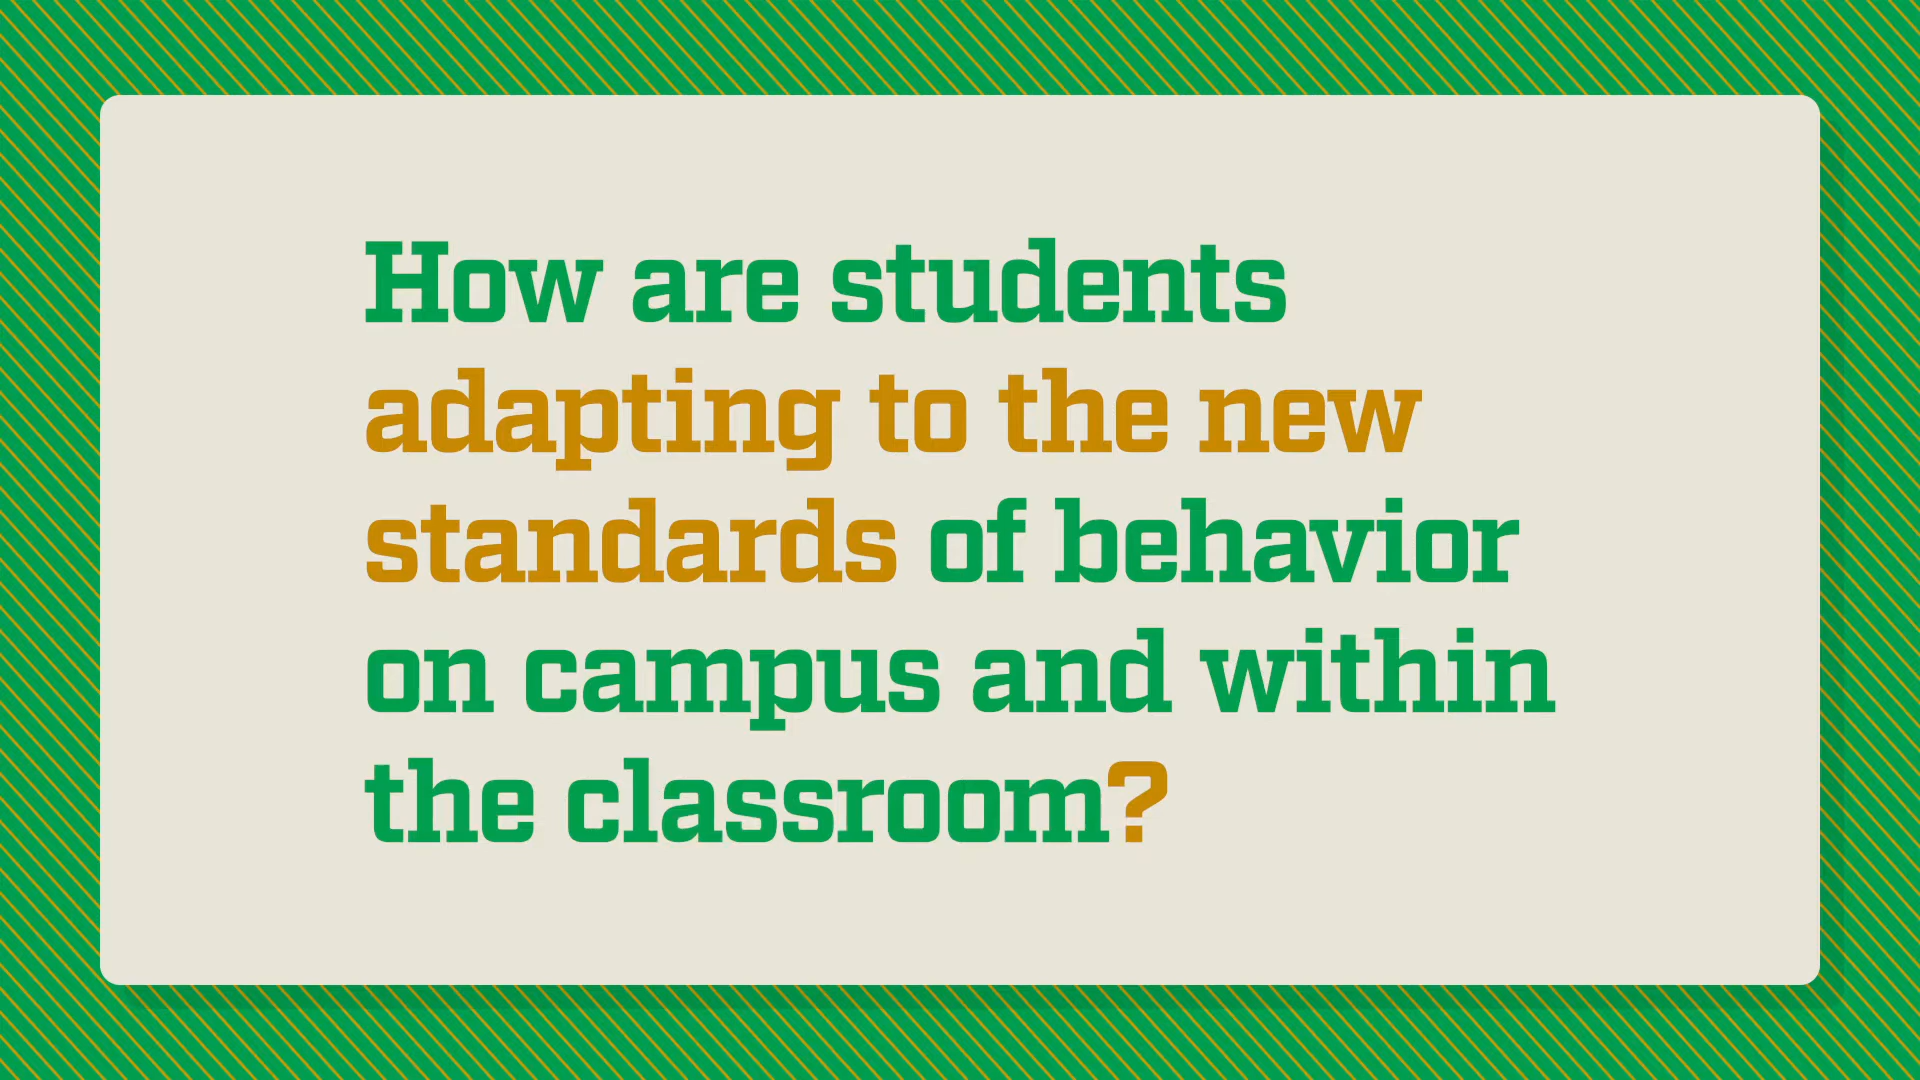 How are students
adapting to the new
standards of behavior
on campus and within
the classroom?